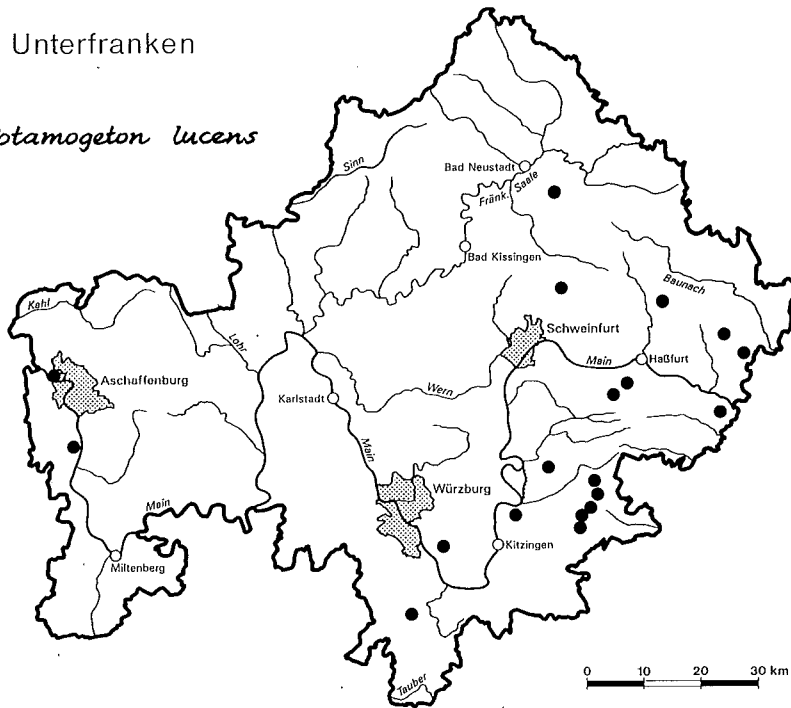 Unterfranken
otamogeton lucens
Sinn
Bad Neustadt
Fränk. Saale
Bad Kissingen
Baunach
Kahl
Lohr
Schweinfurt
Main
Haßfurt
Aschaffenburg
Wern
Karlstadt
Main
Würzburg
Main
Kitzingen
Miltenberg
Tauber
0 10 20 30 km